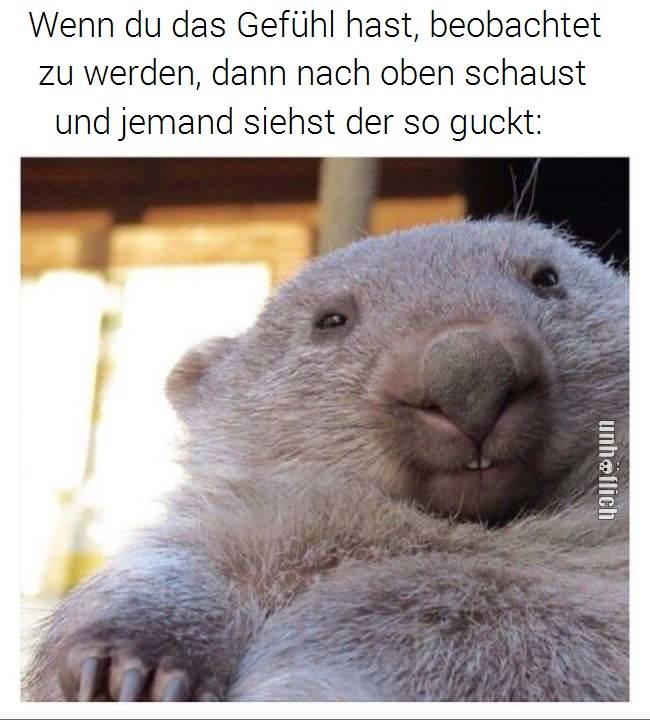 Wenn du das Gefühl hast, beobachtet
zu werden, dann nach oben schaust
und jemand siehst der so guckt:
unhöflich